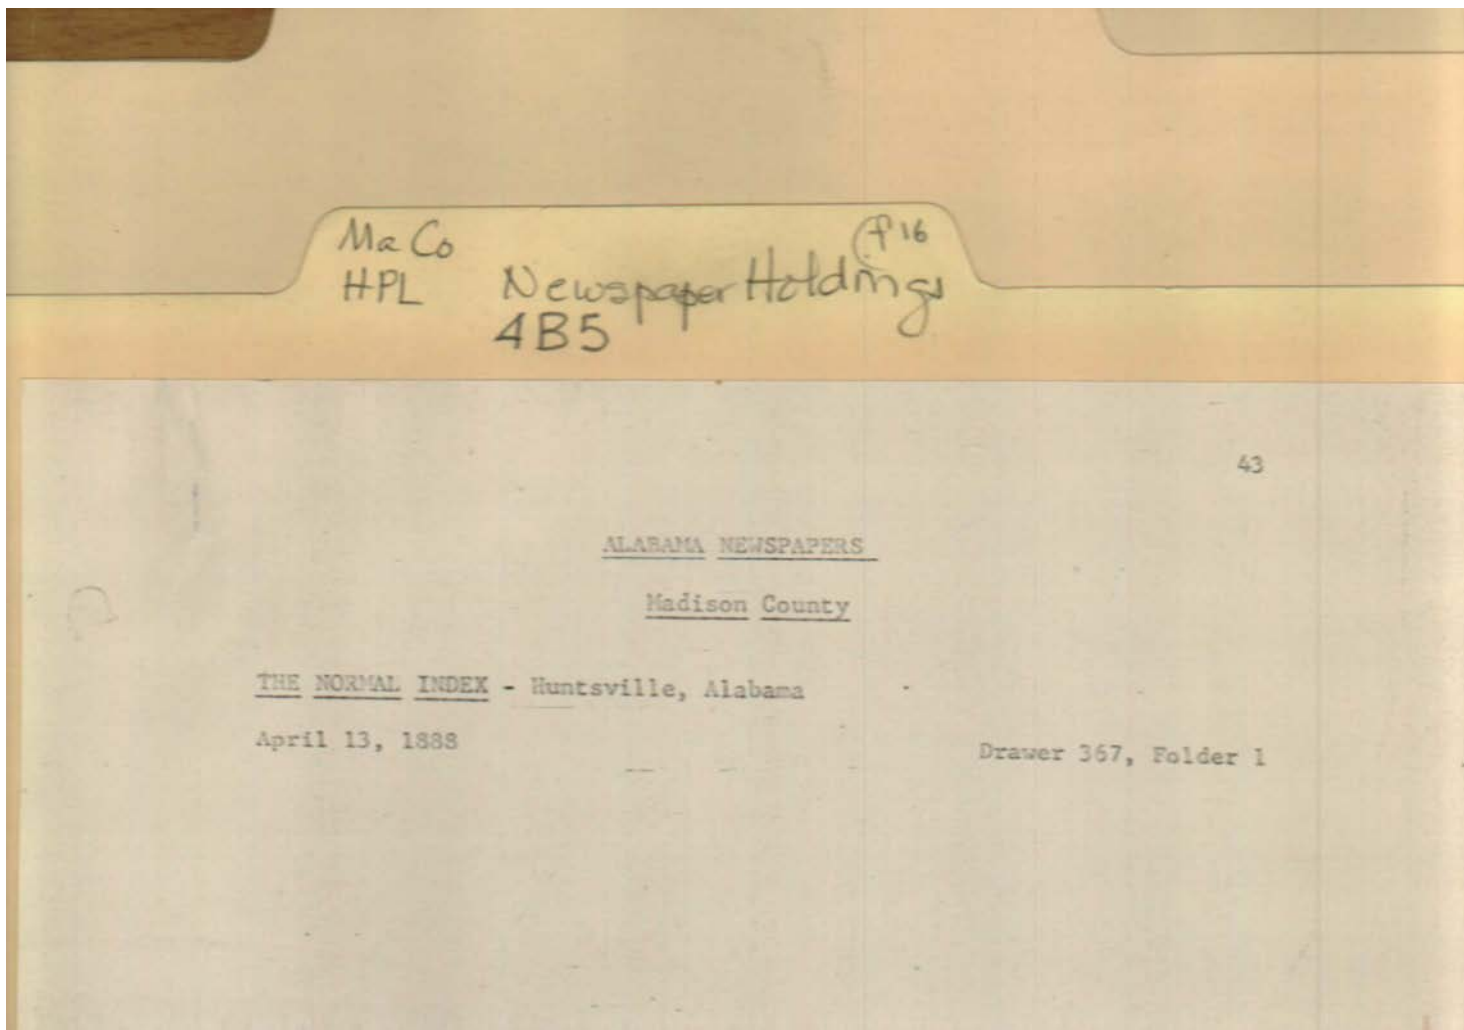 Ma Co
f16
HPL Newspaper Holdings
4B5
43
ALABAMA NEWSPAPERS
Madison County
THE NORMAL INDEX - Huntsville, Alabama
April 13, 1888
Drawer 367, Folder 1